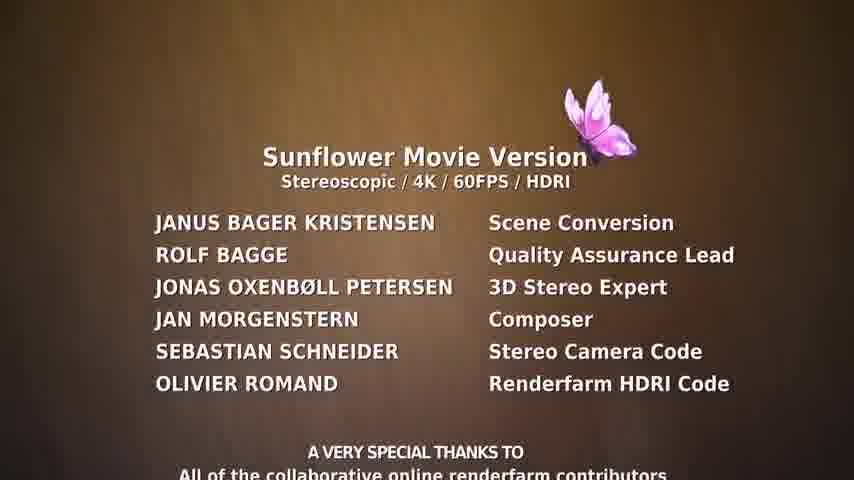 Sunflower Movie Version
Stereoscopic / 4K / 60FPS / HDRI
JANUS BAGER KRISTENSEN Scene Conversion
ROLF BAGGE Quality Assurance Lead
JONAS OXENBØLL PETERSEN 3D Stereo Expert
JAN MORGENSTERN Composer
SEBASTIAN SCHNEIDER Stereo Camera Code
OLIVIER ROMAND Renderfarm HDRI Code
A VERY SPECIAL THANKS TO
All of the collaborative online renderfarm contributors